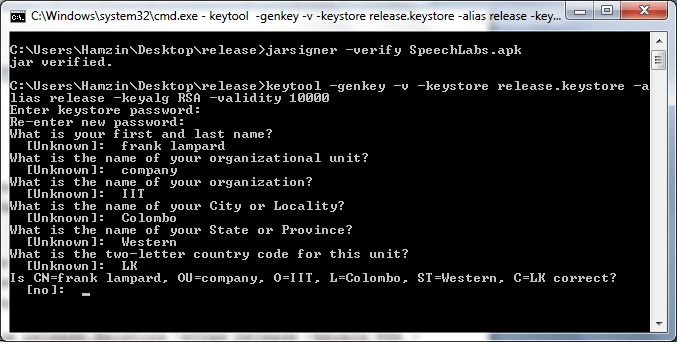 C:\Windows\system32\cmd.exe - keytool  -genkey -v -keystore release.keystore -alias release -key...
C:\Users\Hamzin\Desktop\release>jarsigner -verify SpeechLabs.apk
jar verified.
C:\Users\Hamzin\Desktop\release>keytool -genkey -v -keystore release.keystore -a
lias release -keyalg RSA -validity 10000
Enter keystore password:
Re-enter new password:
What is your first and last name?
  [Unknown]:  frank lampard
What is the name of your organizational unit?
  [Unknown]:  company
What is the name of your organization?
  [Unknown]:  IIT
What is the name of your City or Locality?
  [Unknown]:  Colombo
What is the name of your State or Province?
  [Unknown]:  Western
What is the two-letter country code for this unit?
  [Unknown]:  LK
Is CN=frank lampard, OU=company, O=IIT, L=Colombo, ST=Western, C=LK correct?
  [no]:  _